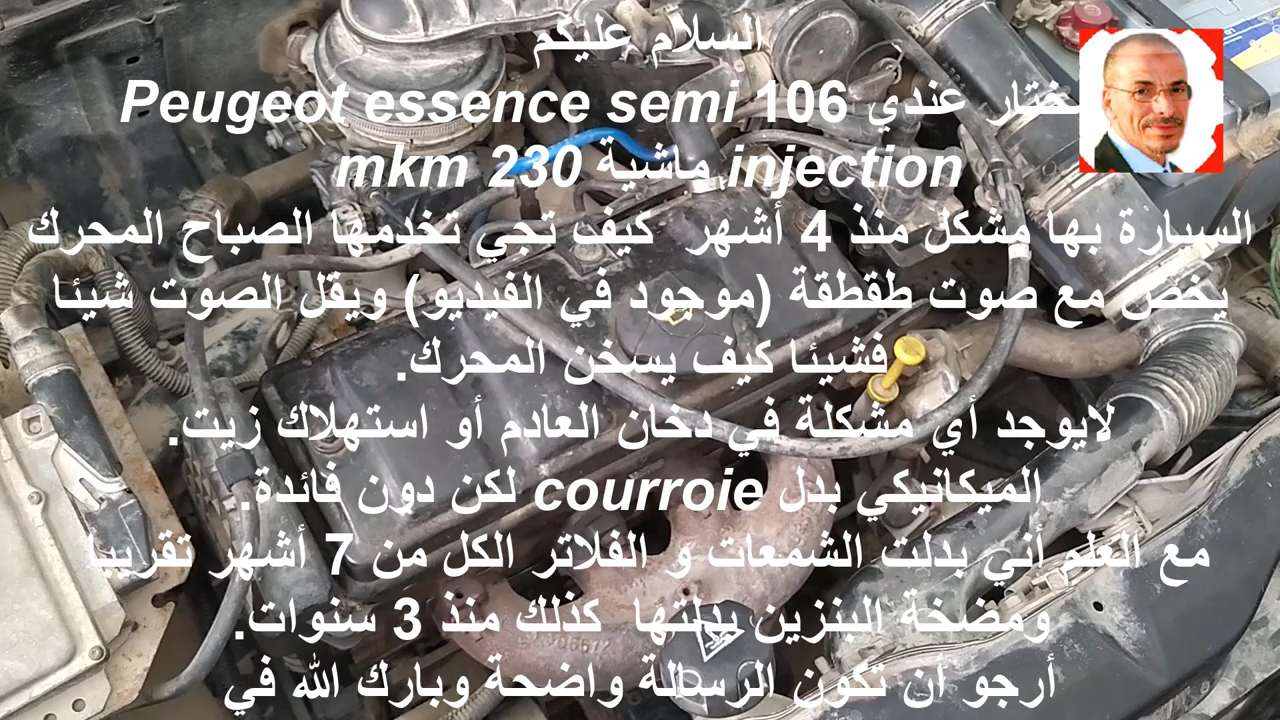 السلام عليكم
مختار عندي 106 Peugeot essence semi
injection ماشية 230 mkm
السيارة بها مشكل منذ 4 أشهر كيف تجي تخدمها الصباح المحرك
يخض مع صوت طقطقة (موجود في الفيديو) ويقل الصوت شيئا
فشيئا كيف يسخن المحرك.
لايوجد أي مشكلة في دخان العادم أو استهلاك زيت.
الميكانيكي بدل courroie لكن دون فائدة.
مع العلم أني بدلت الشمعات و الفلاتر الكل من 7 أشهر تقريبا
ومضخة البنزين بدلتها كذلك منذ 3 سنوات.
أرجو ان تكون الرسالة واضحة وبارك الله في